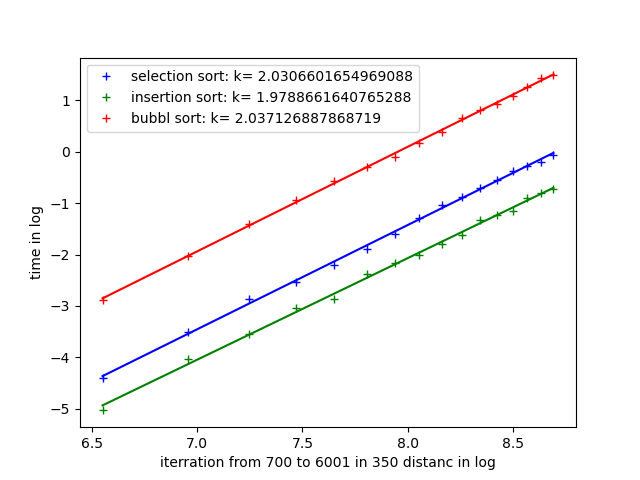 selection sort: k= 2.0306601654969088
insertion sort: k= 1.9788661640765288
bubbl sort: k= 2.037126887868719
1
0
−1
−2
−3
−4
−5
time in log
6.5 7.0 7.5 8.0 8.5
iterration from 700 to 6001 in 350 distanc in log